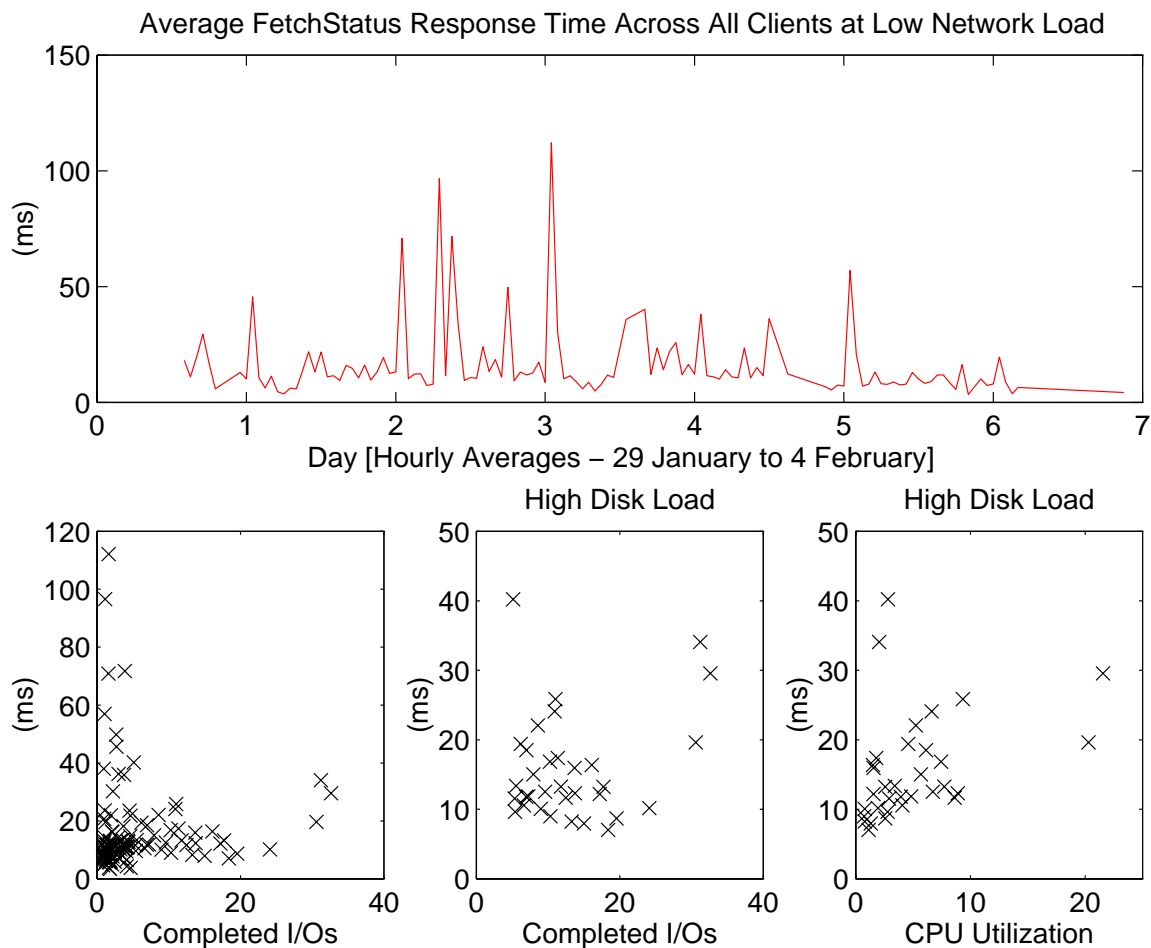 Average FetchStatus Response Time Across All Clients at Low Network Load
150
100
50
0
(ms)
0 1 2 3 4 5 6 7
Day [Hourly Averages – 29 January to 4 February]
120
100
80
60
40
20
0
(ms)
0 20 40
Completed I/Os
High Disk Load
50
40
30
20
10
0
(ms)
0 20 40
Completed I/Os
High Disk Load
50
40
30
20
10
0
(ms)
0 10 20
CPU Utilization